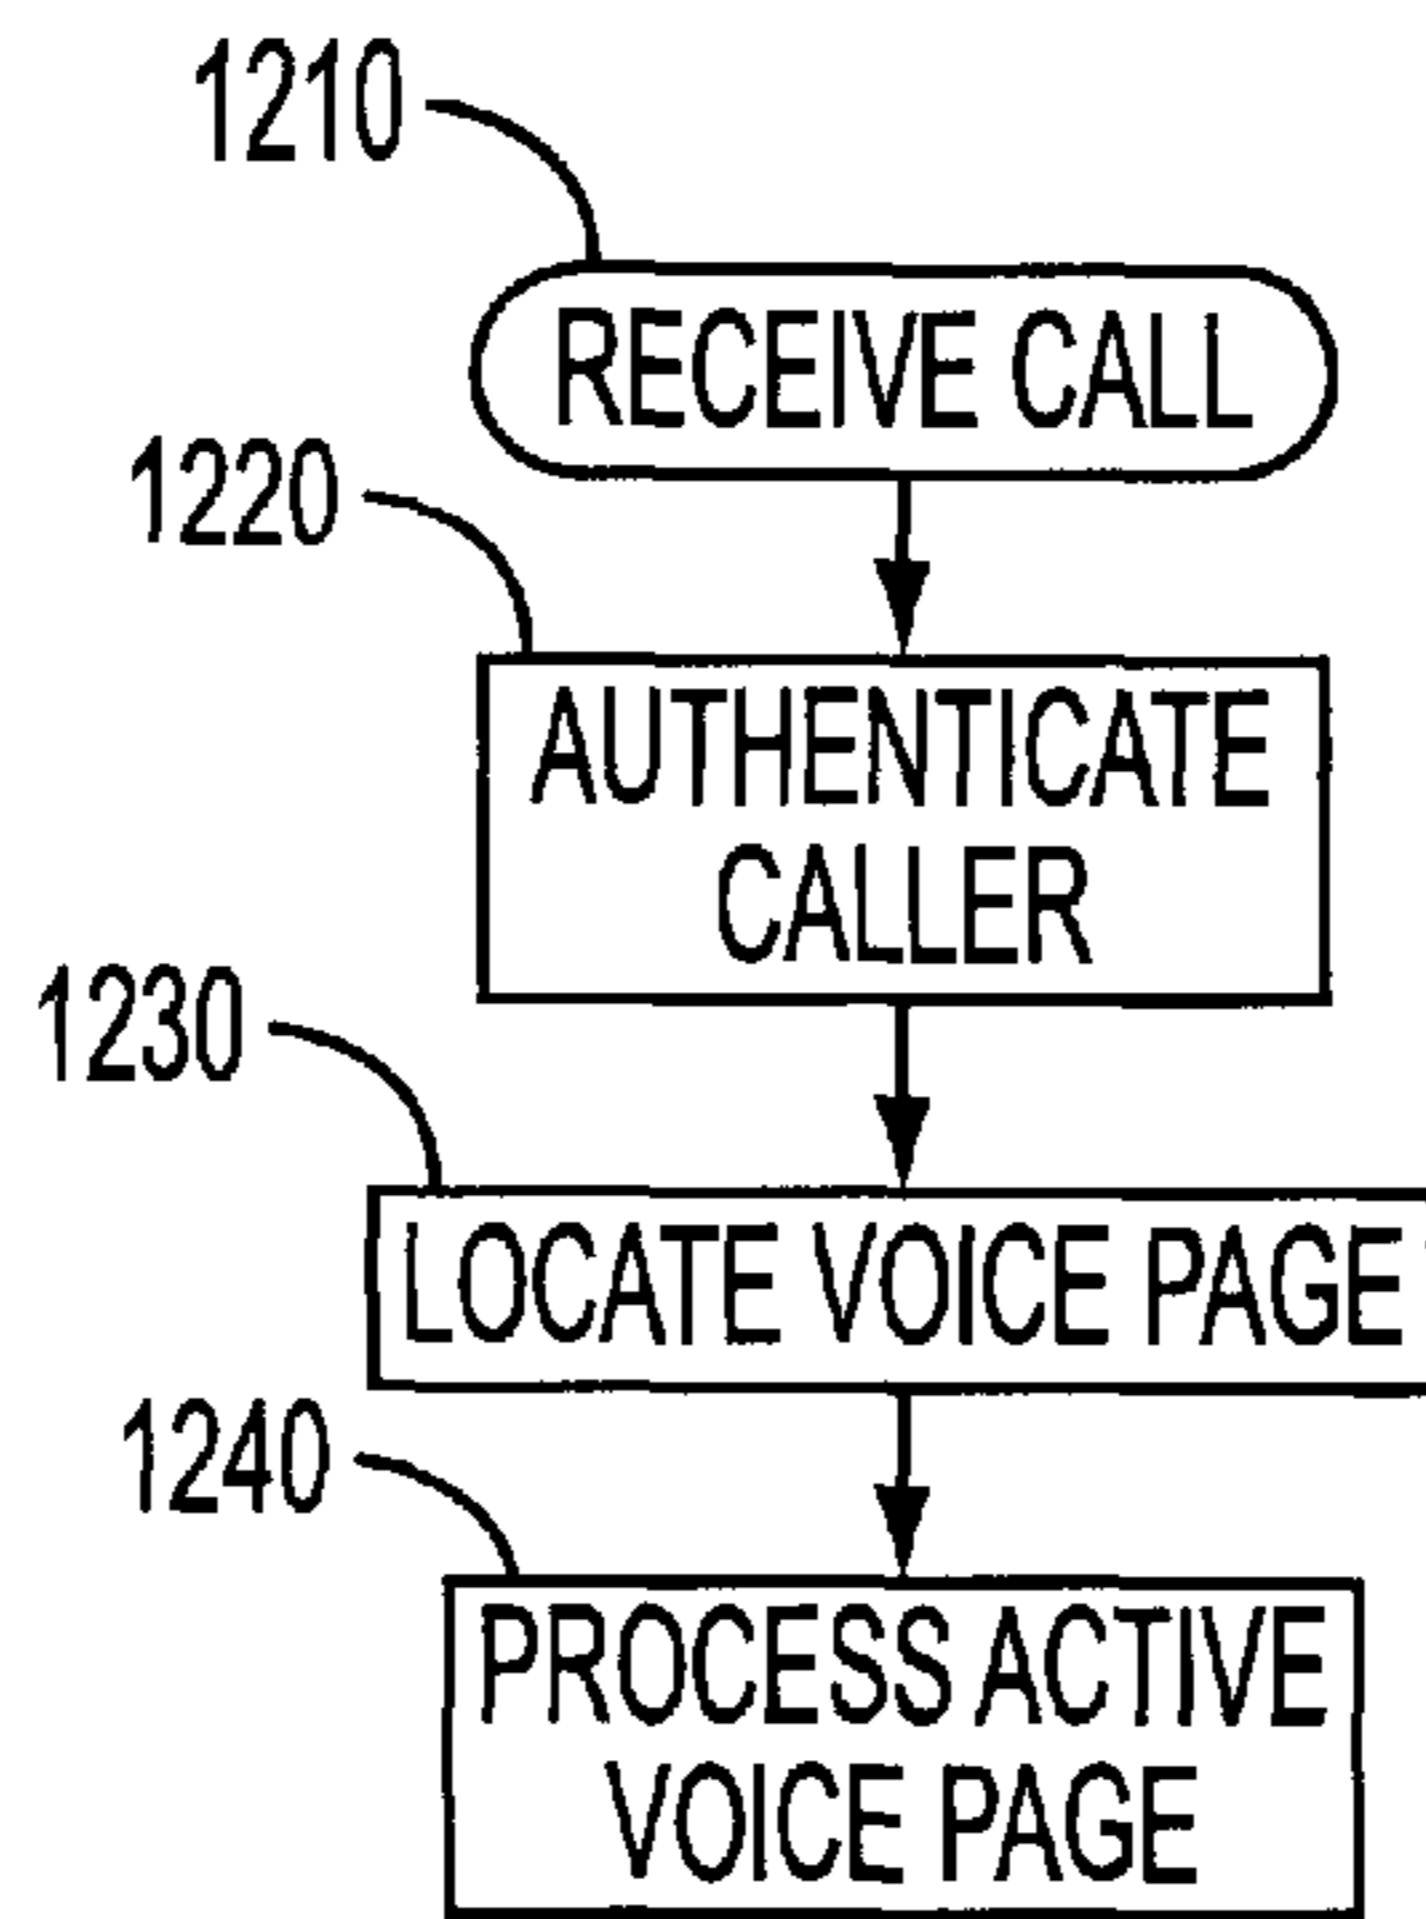 1210
RECEIVE CALL
1220
AUTHENTICATE
CALLER
1230
LOCATE VOICE PAGE
1240
PROCESS ACTIVE
VOICE PAGE